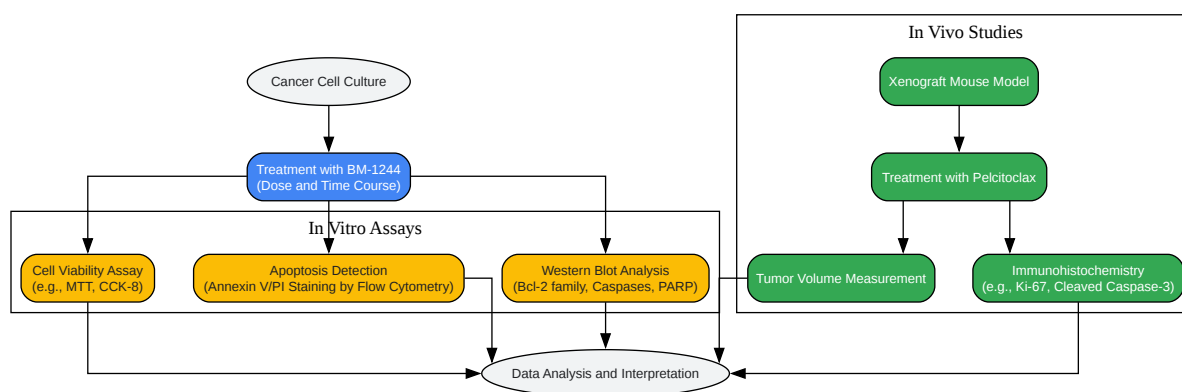 In Vivo Studies
Cancer Cell Culture
Xenograft Mouse Model
Treatment with BM-1244
(Dose and Time Course)
Treatment with Pelcitoclax
In Vitro Assays
Cell Viability Assay
(e.g., MTT, CCK-8)
Apoptosis Detection
(Annexin V/PI Staining by Flow Cytometry)
Western Blot Analysis
(Bcl-2 family, Caspases, PARP)
Tumor Volume Measurement
Immunohistochemistry
(e.g., Ki-67, Cleaved Caspase-3)
Data Analysis and Interpretation